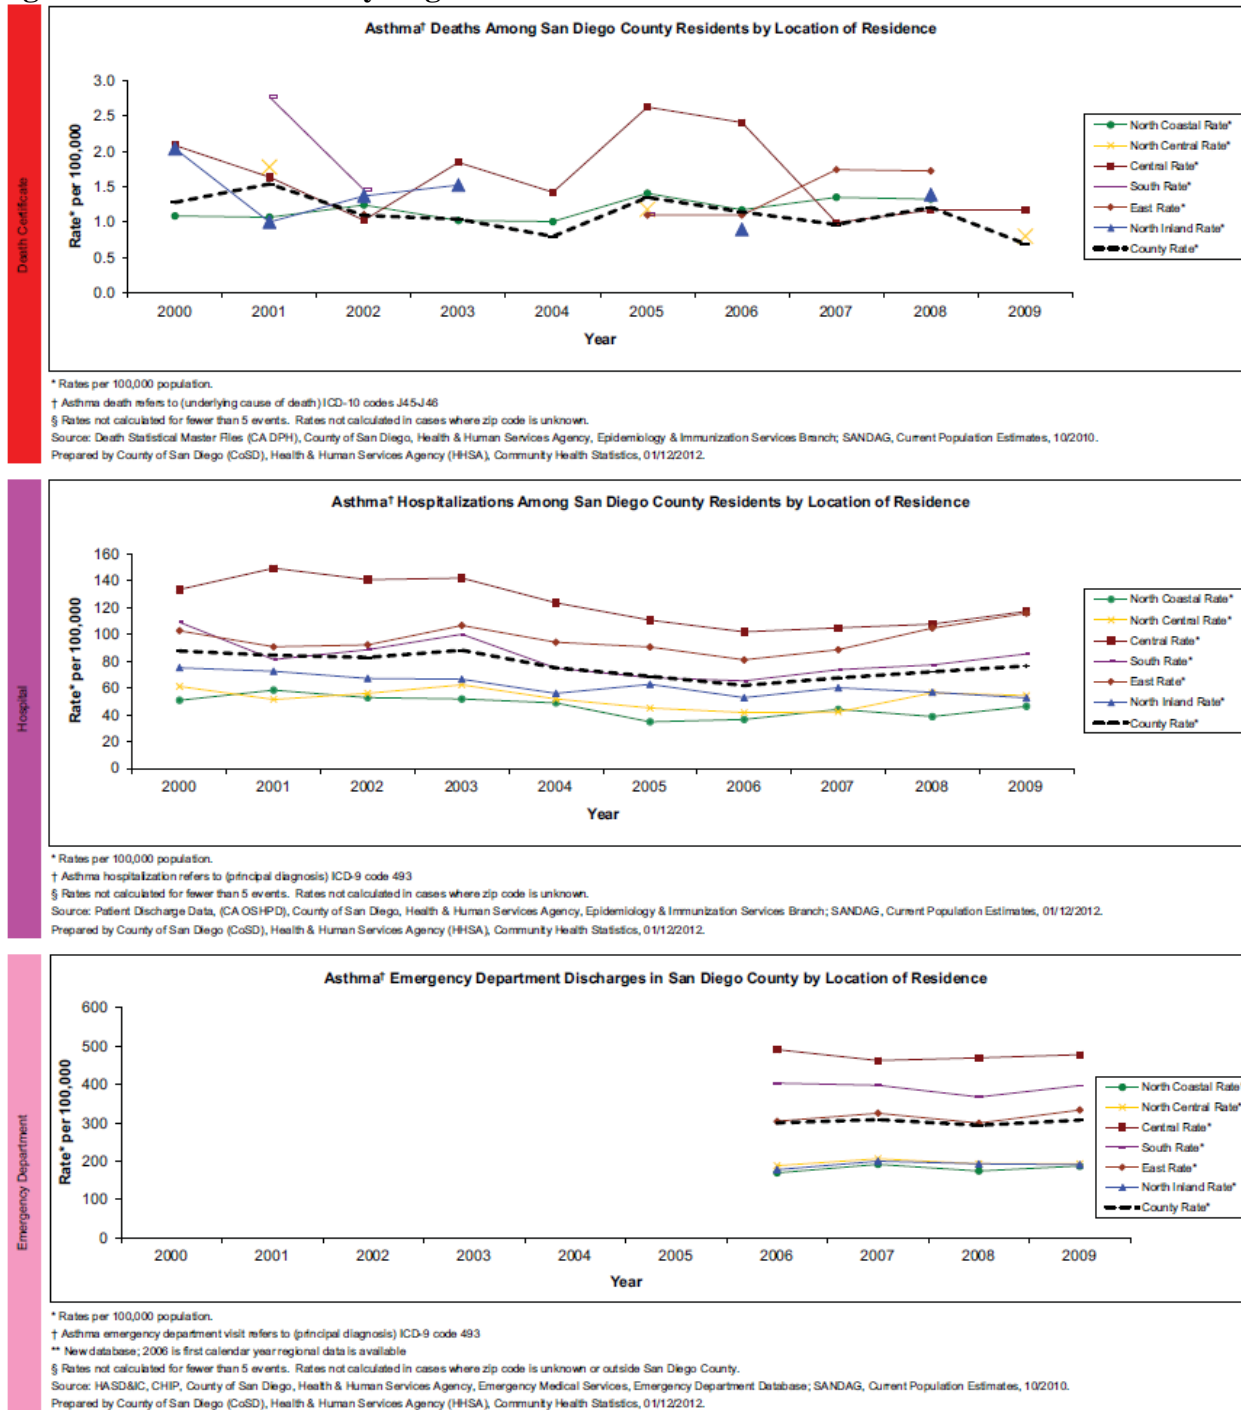 Asthma† Deaths Among San Diego County Residents by Location of Residence
Death Certificate
Rate* per 100,000
3.0
2.5
2.0
1.5
1.0
0.5
0.0
2000 2001 2002 2003 2004 2005 2006 2007 2008 2009
Year
North Coastal Rate*
North Central Rate*
Central Rate*
South Rate*
East Rate*
North Inland Rate*
County Rate*
* Rates per 100,000 population.
† Asthma death refers to (underlying cause of death) ICD-10 codes J45-J46
§ Rates not calculated for fewer than 5 events. Rates not calculated in cases where zip code is unknown.
Source: Death Statistical Master Files (CA DPH), County of San Diego, Health & Human Services Agency, Epidemiology & Immunization Services Branch; SANDAG, Current Population Estimates, 10/2010.
Prepared by County of San Diego (CoSD), Health & Human Services Agency (HHSA), Community Health Statistics, 01/12/2012.
Asthma† Hospitalizations Among San Diego County Residents by Location of Residence
Hospital
Rate* per 100,000
160
140
120
100
80
60
40
20
0
2000 2001 2002 2003 2004 2005 2006 2007 2008 2009
Year
North Coastal Rate*
North Central Rate*
Central Rate*
South Rate*
East Rate*
North Inland Rate*
County Rate*
* Rates per 100,000 population.
† Asthma hospitalization refers to (principal diagnosis) ICD-9 code 493
§ Rates not calculated for fewer than 5 events. Rates not calculated in cases where zip code is unknown.
Source: Patient Discharge Data, (CA OSHPD), County of San Diego, Health & Human Services Agency, Epidemiology & Immunization Services Branch; SANDAG, Current Population Estimates, 01/12/2012.
Prepared by County of San Diego (CoSD), Health & Human Services Agency (HHSA), Community Health Statistics, 01/12/2012.
Asthma† Emergency Department Discharges in San Diego County by Location of Residence
Emergency Department
Rate* per 100,000
600
500
400
300
200
100
0
2000 2001 2002 2003 2004 2005 2006 2007 2008 2009
Year
North Coastal Rate*
North Central Rate*
Central Rate*
South Rate*
East Rate*
North Inland Rate*
County Rate*
* Rates per 100,000 population.
† Asthma emergency department visit refers to (principal diagnosis) ICD-9 code 493
** New database; 2006 is first calendar year regional data is available
§ Rates not calculated for fewer than 5 events. Rates not calculated in cases where zip code is unknown or outside San Diego County.
Source: HASD&IC, CHIP, County of San Diego, Health & Human Services Agency, Emergency Medical Services, Emergency Department Database; SANDAG, Current Population Estimates, 10/2010.
Prepared by County of San Diego (CoSD), Health & Human Services Agency (HHSA), Community Health Statistics, 01/12/2012.